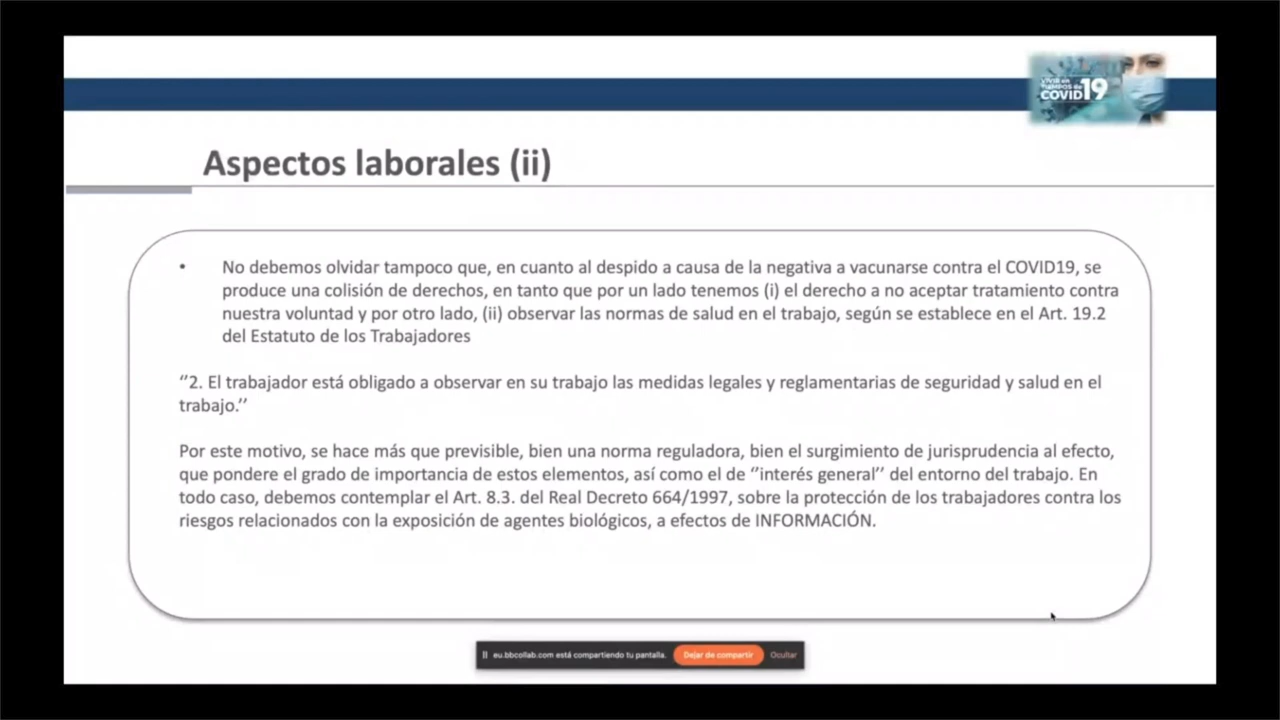 VIVIR en
TIEMPOS de
COVID19
Aspectos laborales (ii)
• No debemos olvidar tampoco que, en cuanto al despido a causa de la negativa a vacunarse contra el COVID19, se
produce una colisión de derechos, en tanto que por un lado tenemos (i) el derecho a no aceptar tratamiento contra
nuestra voluntad y por otro lado, (ii) observar las normas de salud en el trabajo, según se establece en el Art. 19.2
del Estatuto de los Trabajadores
‘’2. El trabajador está obligado a observar en su trabajo las medidas legales y reglamentarias de seguridad y salud en el
trabajo.’’
Por este motivo, se hace más que previsible, bien una norma reguladora, bien el surgimiento de jurisprudencia al efecto,
que pondere el grado de importancia de estos elementos, así como el de ‘’interés general’’ del entorno del trabajo. En
todo caso, debemos contemplar el Art. 8.3. del Real Decreto 664/1997, sobre la protección de los trabajadores contra los
riesgos relacionados con la exposición de agentes biológicos, a efectos de INFORMACIÓN.
eu.bbcollab.com está compartiendo tu pantalla. Dejar de compartir Ocultar